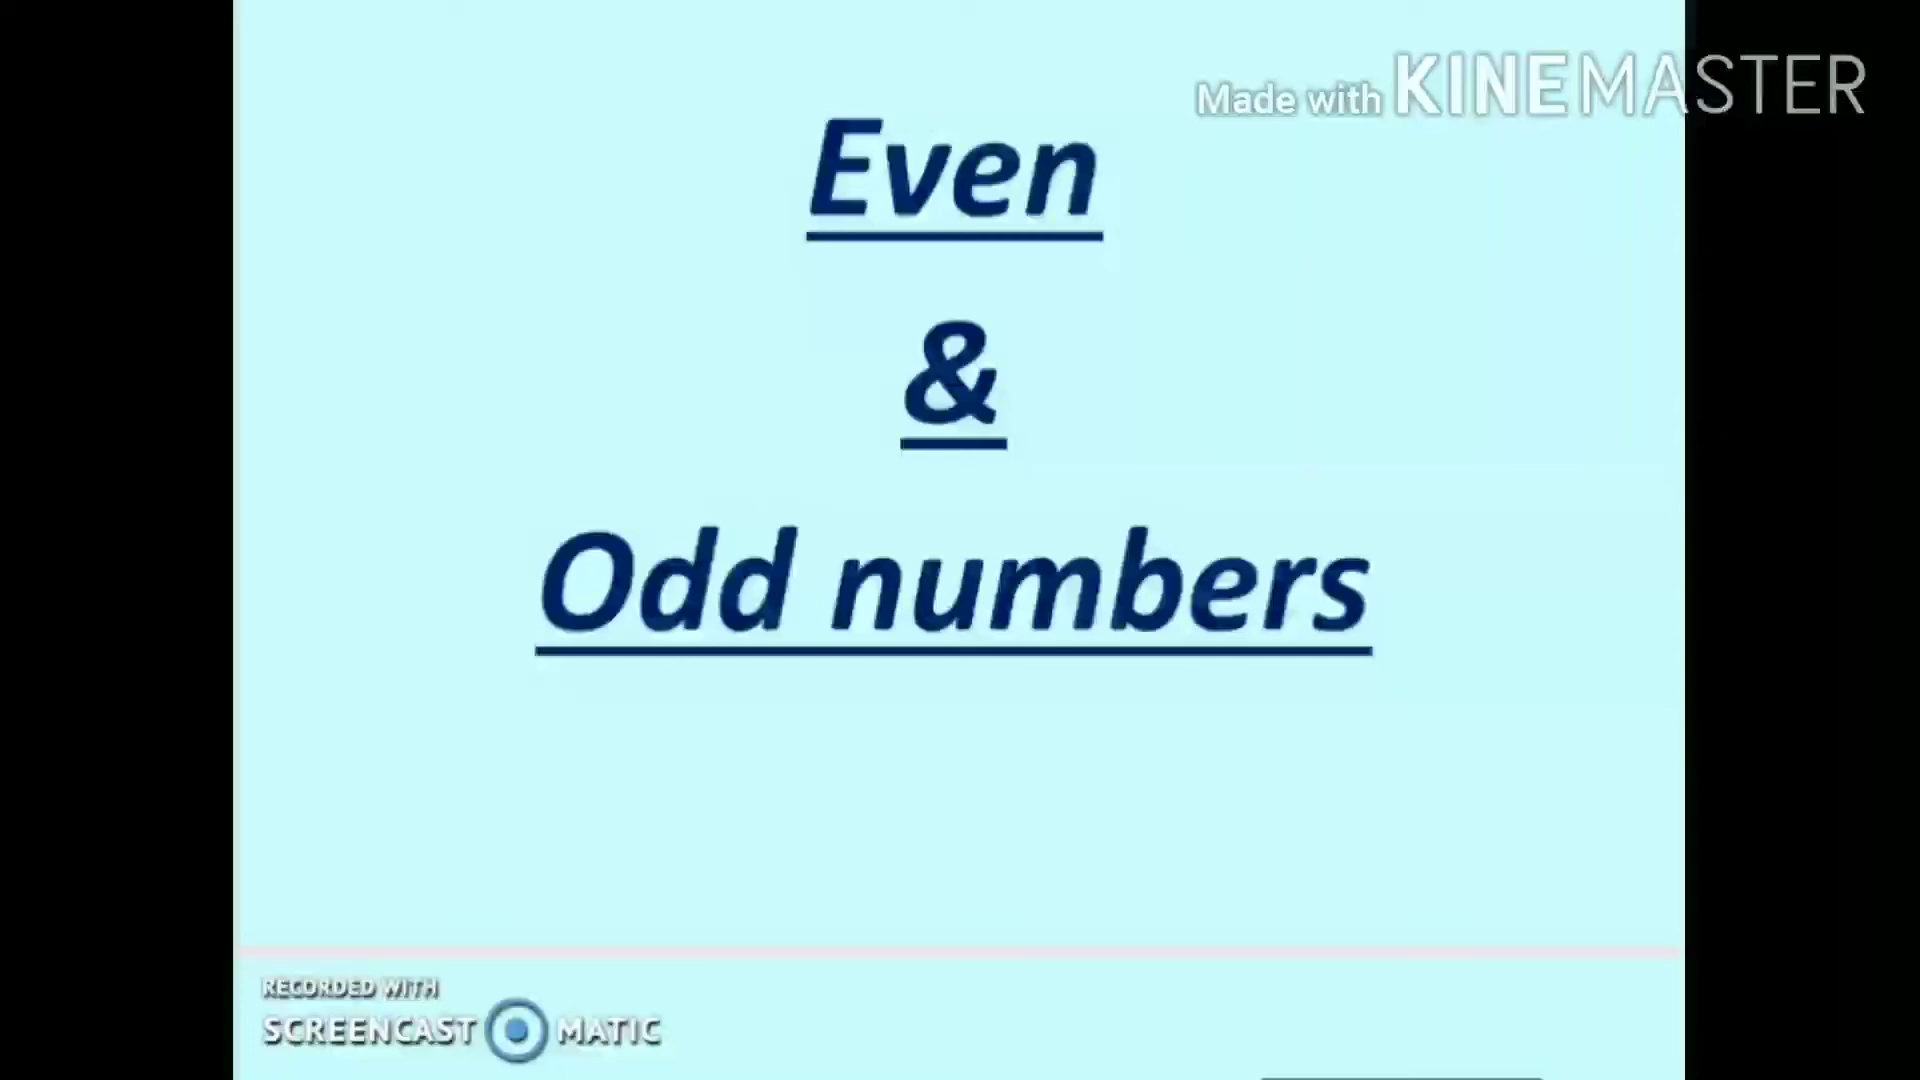 Made with KINEMASTER
Even
&
Odd numbers
RECORDED WITH
SCREENCAST MATIC